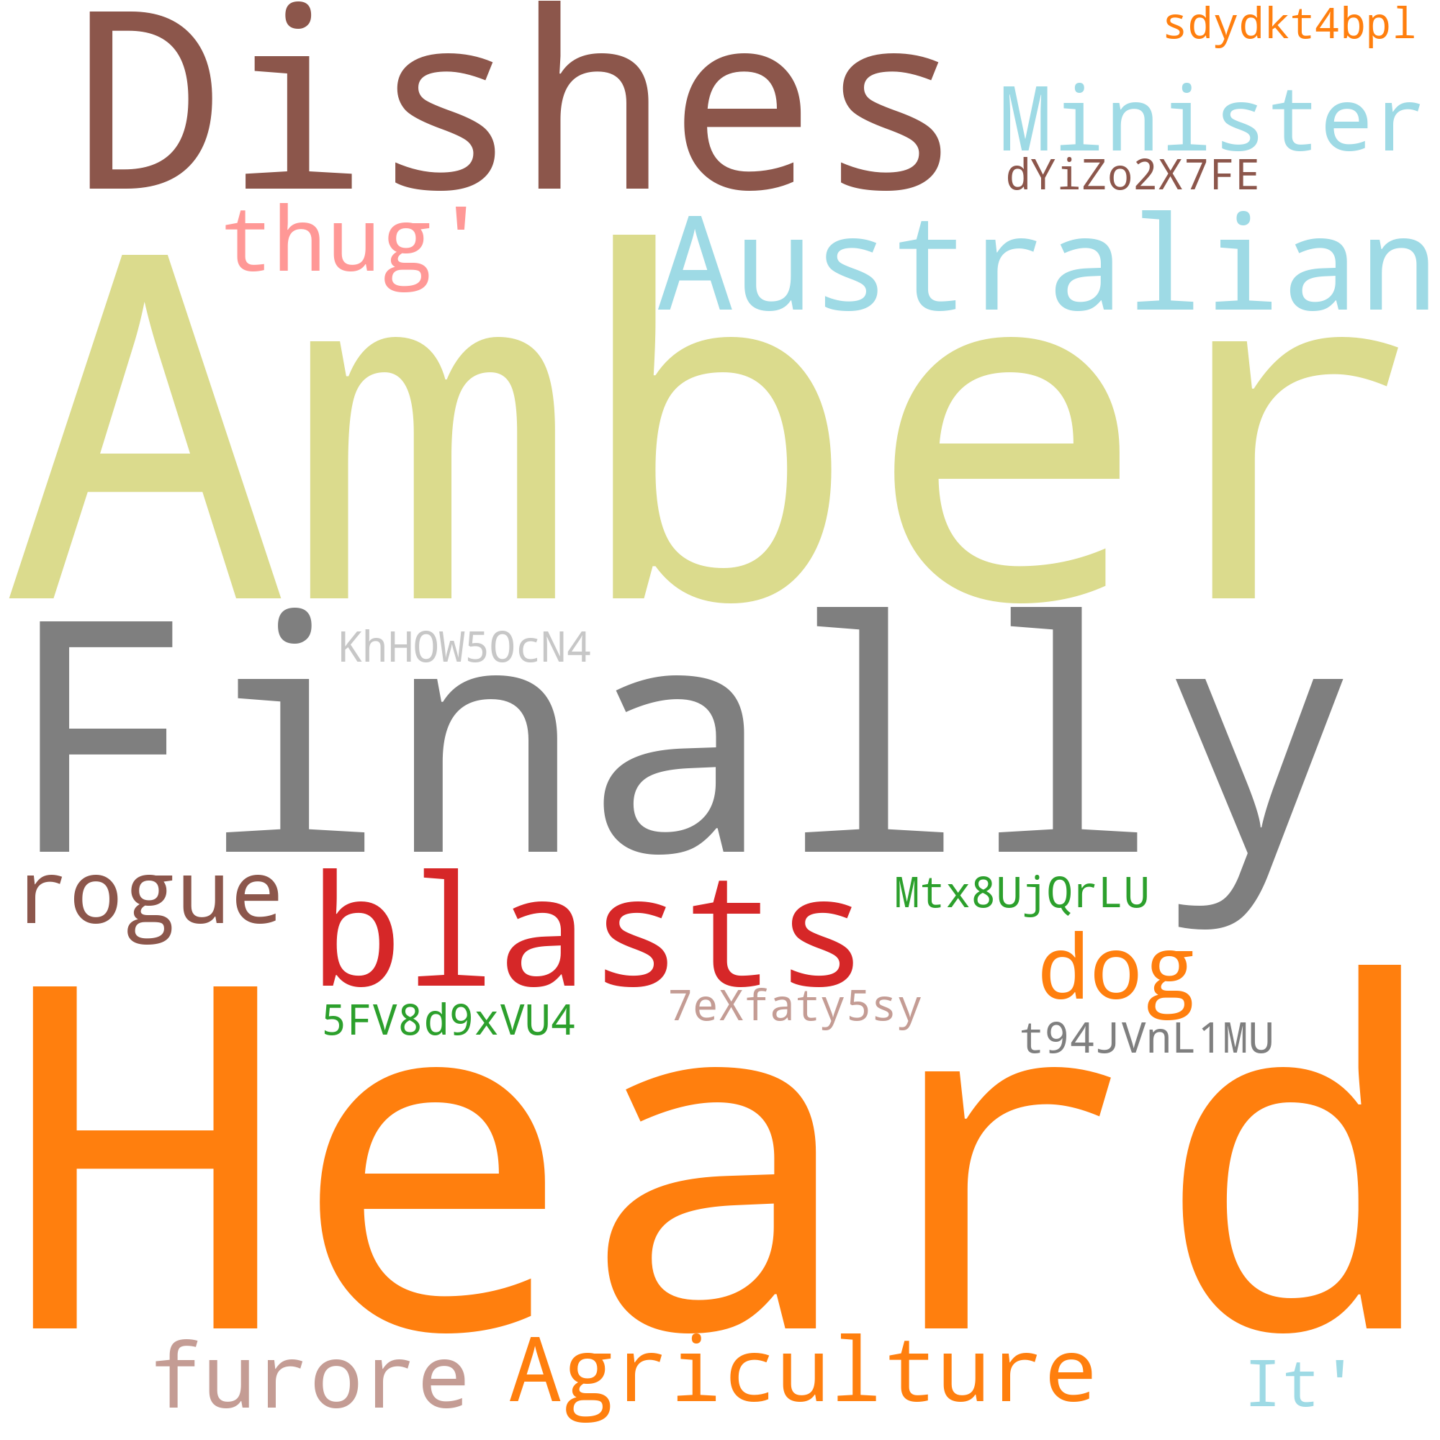 Dishes
sdydkt4bpl
Minister
dYiZo2X7FE
thug'
Australian
Amber
Finally
KhHOW5OcN4
rogue
blasts
Mtx8UjQrLU
dog
5FV8d9xVU4
7eXfaty5sy
t94JVnL1MU
Heard
furore
Agriculture
It'